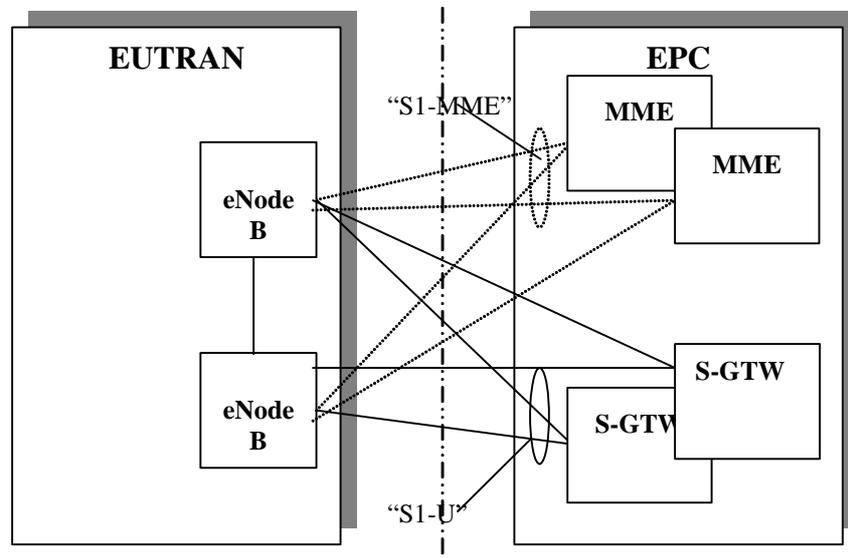 EUTRAN
EPC
“S1-MME”
MME
MME
eNode
B
eNode
B
S-GTW
S-GTW
“S1-U”